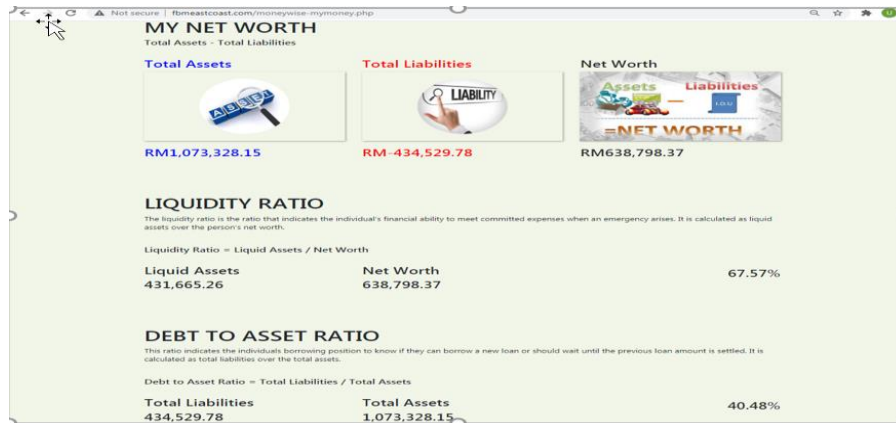 Not secure | fbmeastcoast.com/moneywise-mymoney.php
MY NET WORTH
Total Assets - Total Liabilities
Total Assets Total Liabilities Net Worth
ASSET LIABILITY Assets Liabilities
I.O.U
=NET WORTH
RM1,073,328.15 RM-434,529.78 RM638,798.37
LIQUIDITY RATIO
The liquidity ratio is the ratio that indicates the individual's financial ability to meet committed expenses when an emergency arises. It is calculated as liquid
assets over the person's net worth.
Liquidity Ratio = Liquid Assets / Net Worth
Liquid Assets Net Worth 67.57%
431,665.26 638,798.37
DEBT TO ASSET RATIO
This ratio indicates the individuals borrowing position to know if they can borrow a new loan or should wait until the previous loan amount is settled. It is
calculated as total liabilities over the total assets.
Debt to Asset Ratio = Total Liabilities / Total Assets
Total Liabilities Total Assets 40.48%
434,529.78 1,073,328.15